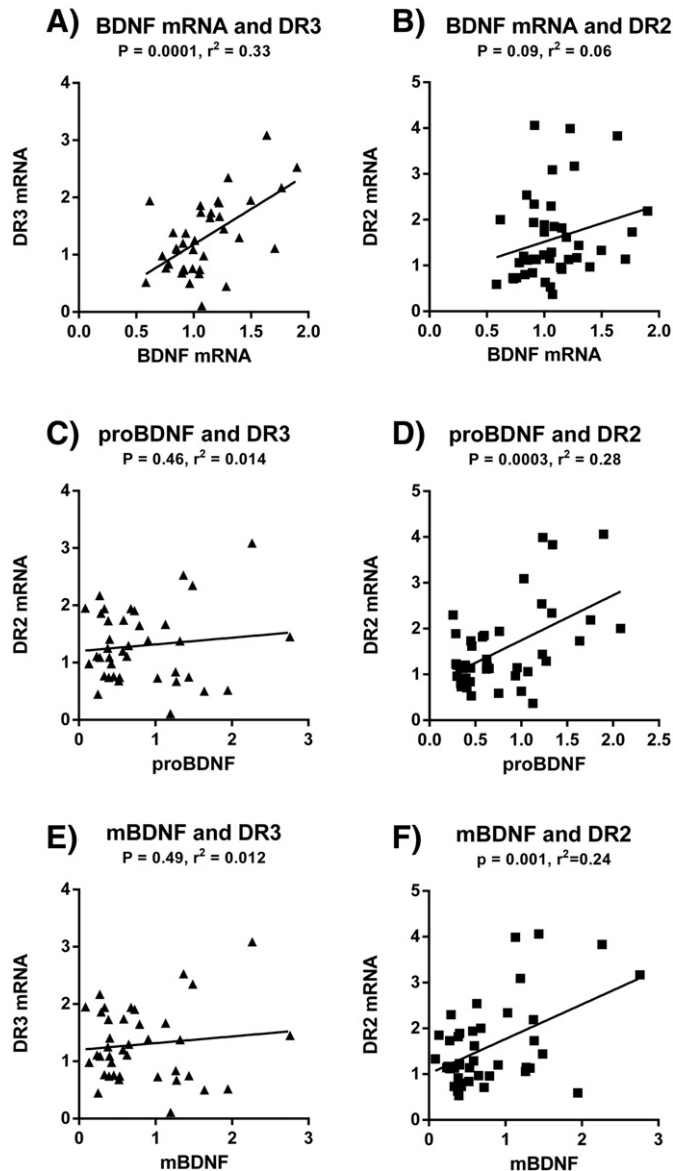 A) BDNF mRNA and DR3
P = 0.0001, r² = 0.33
DR3 mRNA
4
3
2
1
0
0.0 0.5 1.0 1.5 2.0
BDNF mRNA
B) BDNF mRNA and DR2
P = 0.09, r² = 0.06
DR2 mRNA
5
4
3
2
1
0
0.0 0.5 1.0 1.5 2.0
BDNF mRNA
C) proBDNF and DR3
P = 0.46, r² = 0.014
DR2 mRNA
4
3
2
1
0
0 1 2 3
proBDNF
D) proBDNF and DR2
P = 0.0003, r² = 0.28
DR2 mRNA
5
4
3
2
1
0
0.0 0.5 1.0 1.5 2.0 2.5
proBDNF
E) mBDNF and DR3
P = 0.49, r² = 0.012
DR3 mRNA
4
3
2
1
0
0 1 2 3
mBDNF
F) mBDNF and DR2
p = 0.001, r²=0.24
DR2 mRNA
5
4
3
2
1
0
0 1 2 3
mBDNF